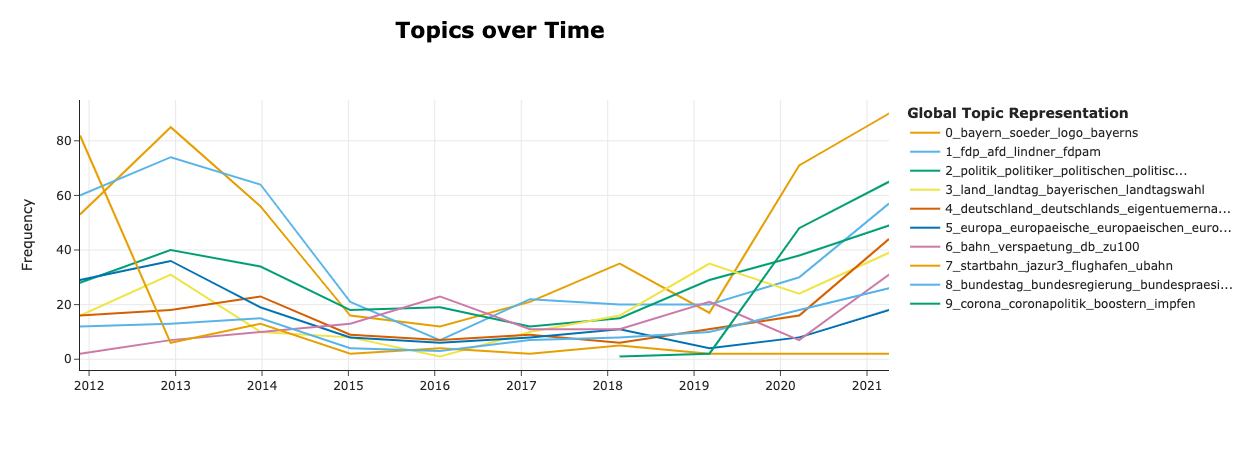 Topics over Time
Frequency
80
60
40
20
0
2012 2013 2014 2015 2016 2017 2018 2019 2020 2021
Global Topic Representation
0_bayern_soeder_logo_bayerns
1_fdp_afd_lindner_fdpam
2_politik_politiker_politischen_politisc...
3_land_landtag_bayerischen_landtagswahl
4_deutschland_deutschlands_eigentuemerna...
5_europa_europaeische_europaeischen_euro...
6_bahn_verspaetung_db_zu100
7_startbahn_jazur3_flughafen_ubahn
8_bundestag_bundesregierung_bundespraesi...
9_corona_coronapolitik_boostern_impfen